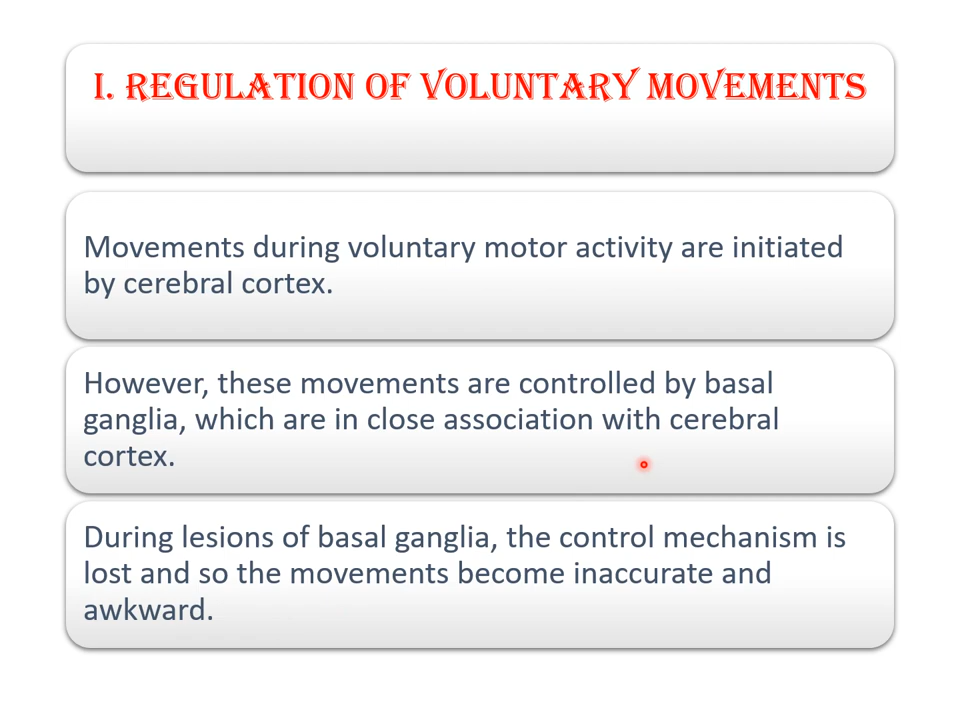 I. REGULATION OF VOLUNTARY MOVEMENTS
Movements during voluntary motor activity are initiated
by cerebral cortex.
However, these movements are controlled by basal
ganglia, which are in close association with cerebral
cortex.
During lesions of basal ganglia, the control mechanism is
lost and so the movements become inaccurate and
awkward.